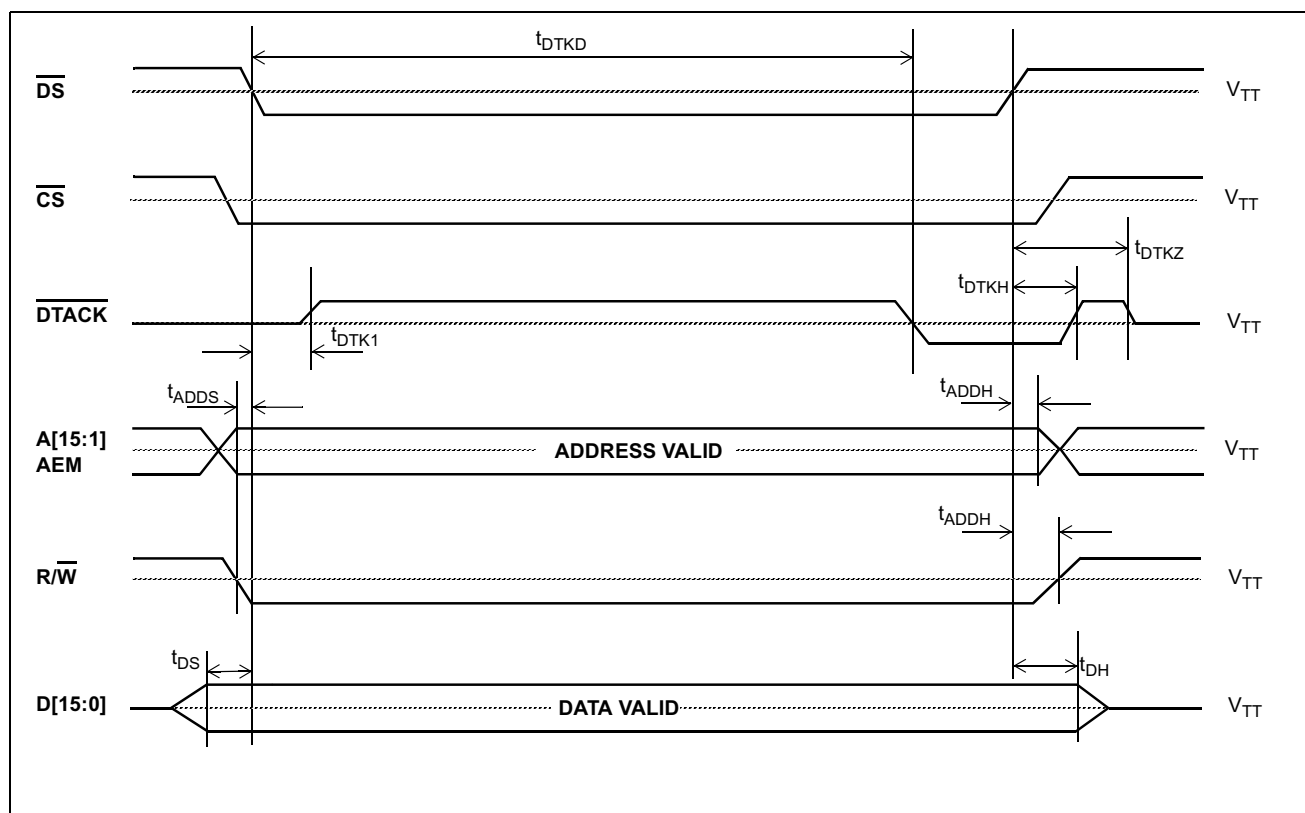 tDTKD
DS VTT
CS VTT
tDTKZ
tDTKH
DTACK VTT
tDTK1
tADDS tADDH
A[15:1]
AEM ADDRESS VALID VTT
tADDH
R/W VTT
tDS tDH
D[15:0] DATA VALID VTT